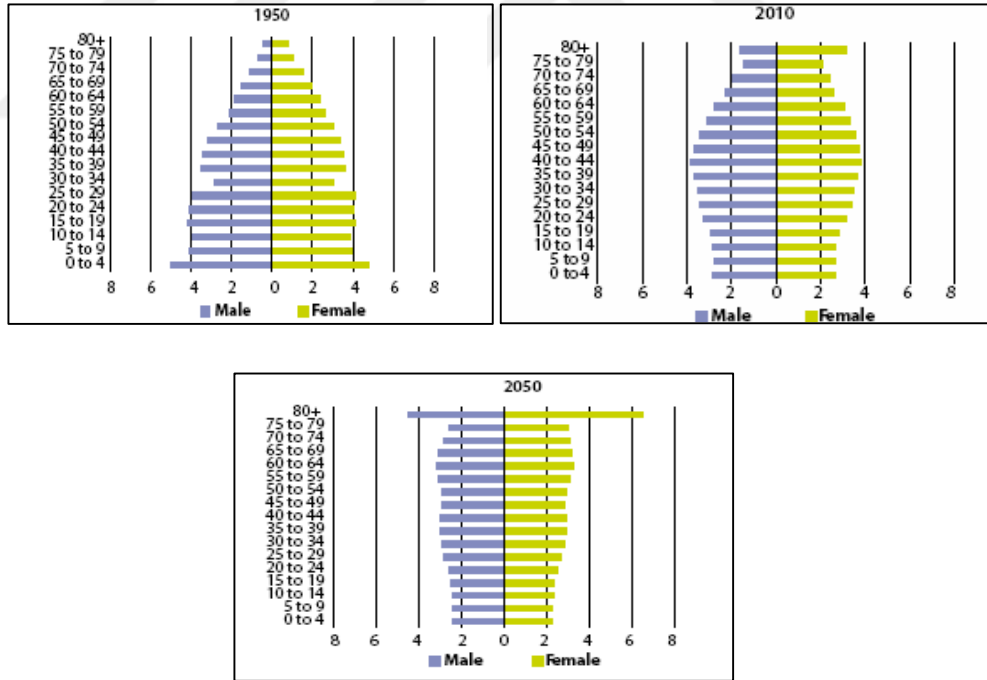 1950
80+
75 to 79
70 to 74
65 to 69
60 to 64
55 to 59
50 to 54
45 to 49
40 to 44
35 to 39
30 to 34
25 to 29
20 to 24
15 to 19
10 to 14
5 to 9
0 to 4
8 6 4 2 0 2 4 6 8
Male Female
2010
80+
75 to 79
70 to 74
65 to 69
60 to 64
55 to 59
50 to 54
45 to 49
40 to 44
35 to 39
30 to 34
25 to 29
20 to 24
15 to 19
10 to 14
5 to 9
0 to 4
8 6 4 2 0 2 4 6 8
Male Female
2050
80+
75 to 79
70 to 74
65 to 69
60 to 64
55 to 59
50 to 54
45 to 49
40 to 44
35 to 39
30 to 34
25 to 29
20 to 24
15 to 19
10 to 14
5 to 9
0 to 4
8 6 4 2 0 2 4 6 8
Male Female